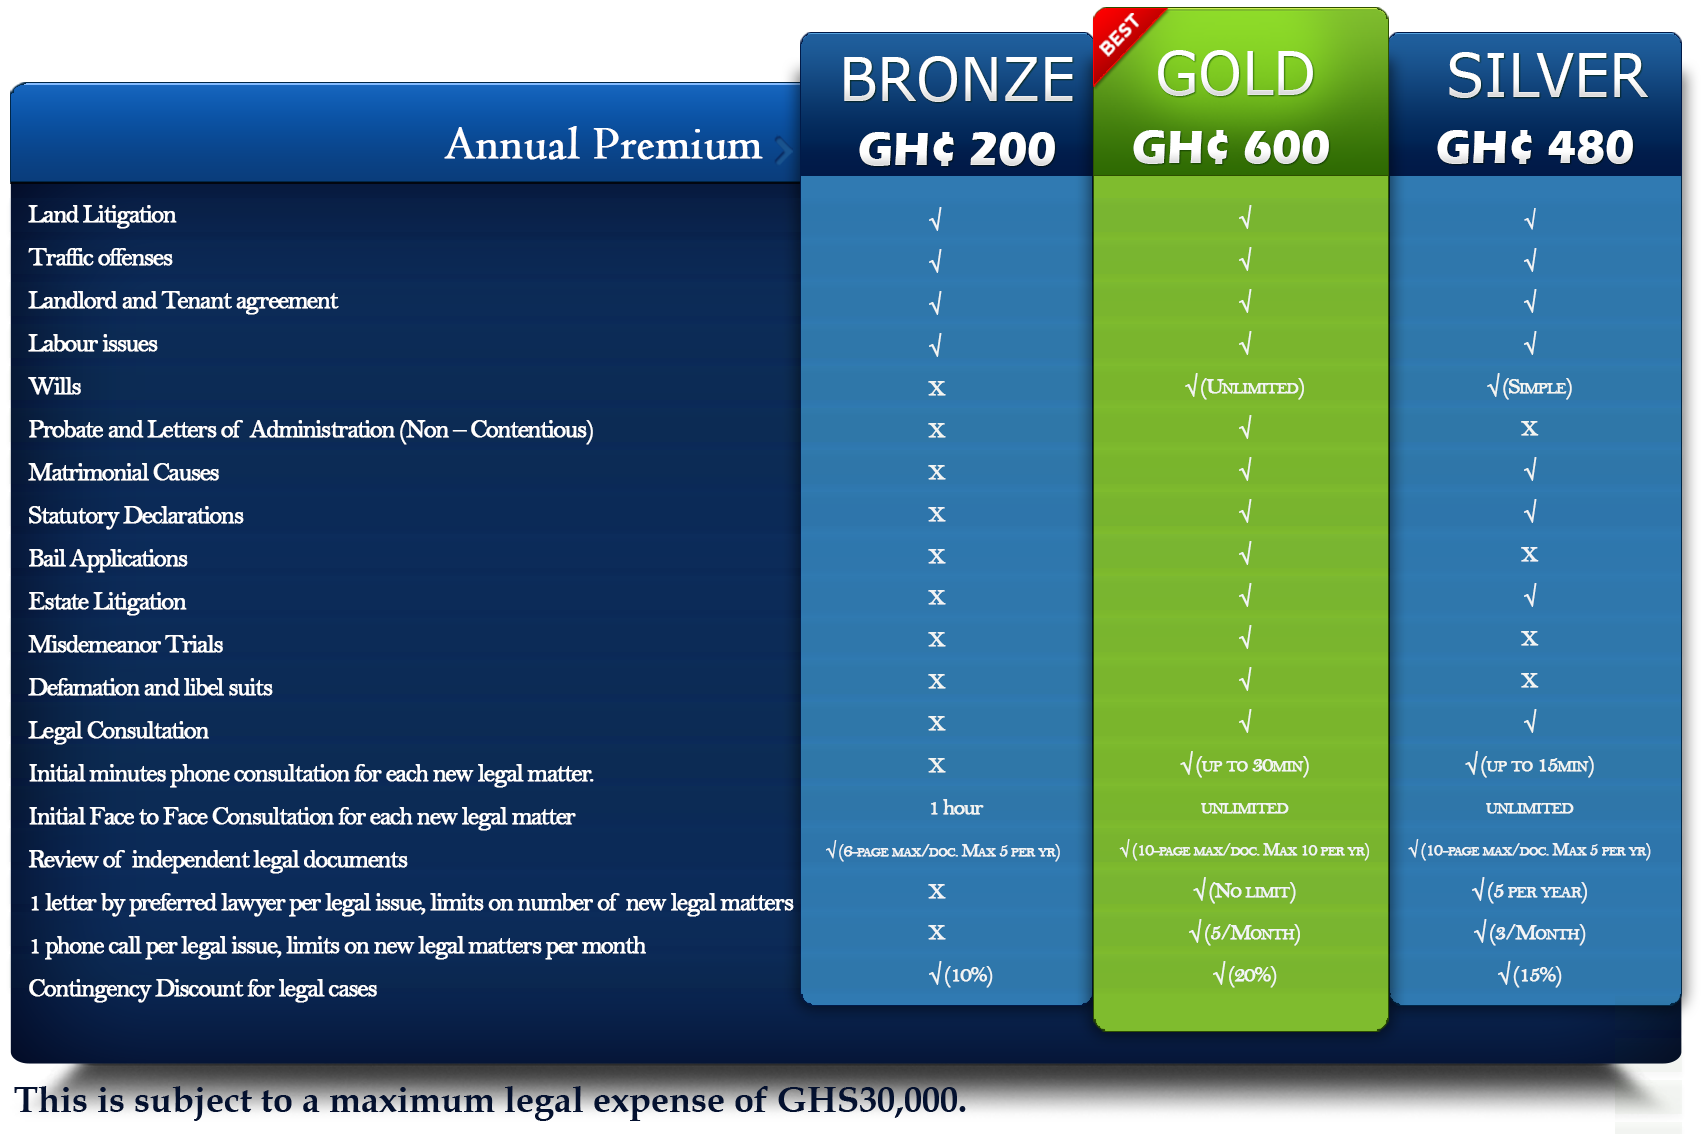 BRONZE BEST GOLD SILVER
Annual Premium GH¢ 200 GH¢ 600 GH¢ 480
Land Litigation √ √ √
Traffic offenses √ √ √
Landlord and Tenant agreement √ √ √
Labour issues √ √ √
Wills X √(Unlimited) √(Simple)
Probate and Letters of Administration (Non – Contentious) X √ X
Matrimonial Causes X √ √
Statutory Declarations X √ √
Bail Applications X √ X
Estate Litigation X √ √
Misdemeanor Trials X √ X
Defamation and libel suits X √ X
Legal Consultation X √ √
Initial minutes phone consultation for each new legal matter. X √(up to 30min) √(up to 15min)
Initial Face to Face Consultation for each new legal matter 1 hour unlimited unlimited
Review of independent legal documents √(6-page max/doc. Max 5 per yr) √(10-page max/doc. Max 10 per yr) √(10-page max/doc. Max 5 per yr)
1 letter by preferred lawyer per legal issue, limits on number of new legal matters X √(No limit) √(5 per year)
1 phone call per legal issue, limits on new legal matters per month X √(5/Month) √(3/Month)
Contingency Discount for legal cases √(10%) √(20%) √(15%)
This is subject to a maximum legal expense of GHS30,000.